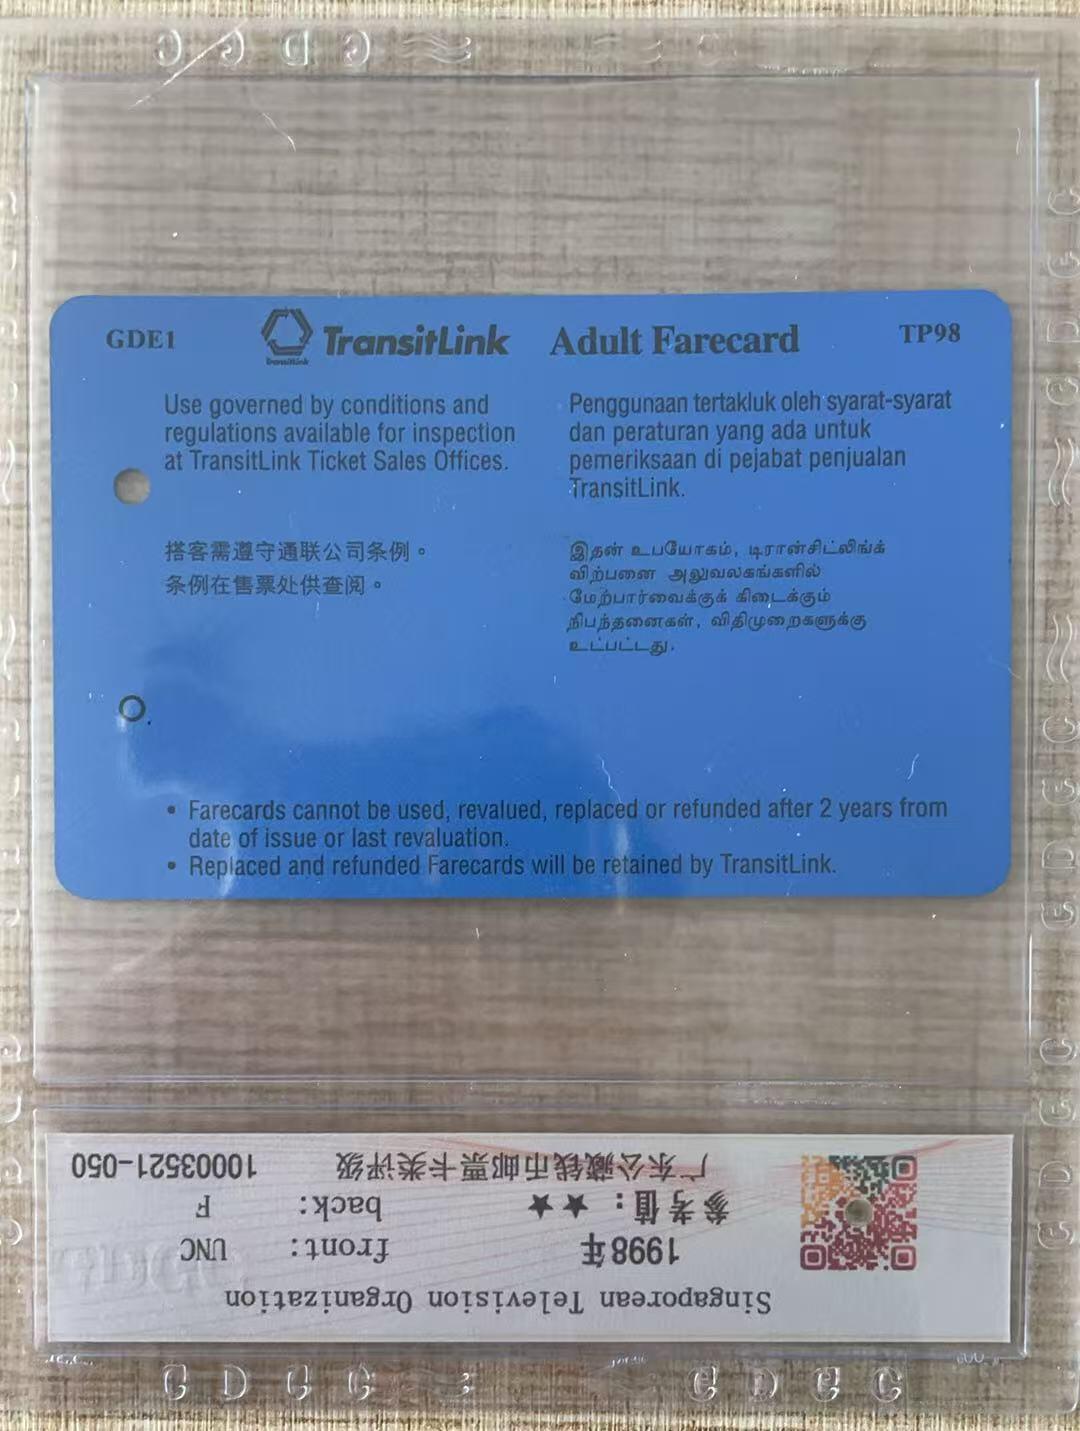 GDE1
TransitLink
TransitLink
Adult Farecard
TP98
Use governed by conditions and
regulations available for inspection
at TransitLink Ticket Sales Offices.
Penggunaan tertakluk oleh syarat-syarat
dan peraturan yang ada untuk
pemeriksaan di pejabat penjualan
TransitLink.
搭客需遵守通联公司条例。
条例在售票处供查阅。
இதன் உபயோகம், டிரான்சிட்லிங்க்
விற்பனை அலுவலகங்களில்
மேற்பார்வைக்குக் கிடைக்கும்
நிபந்தனைகள், விதிமுறைகளுக்கு
உட்பட்டது.
• Farecards cannot be used, revalued, replaced or refunded after 2 years from
date of issue or last revaluation.
• Replaced and refunded Farecards will be retained by TransitLink.
Singaporean Television Organization
1998年 front: UNC
参考值：★★ back: F
广东公藏钱币邮票卡类评级 10003521-050